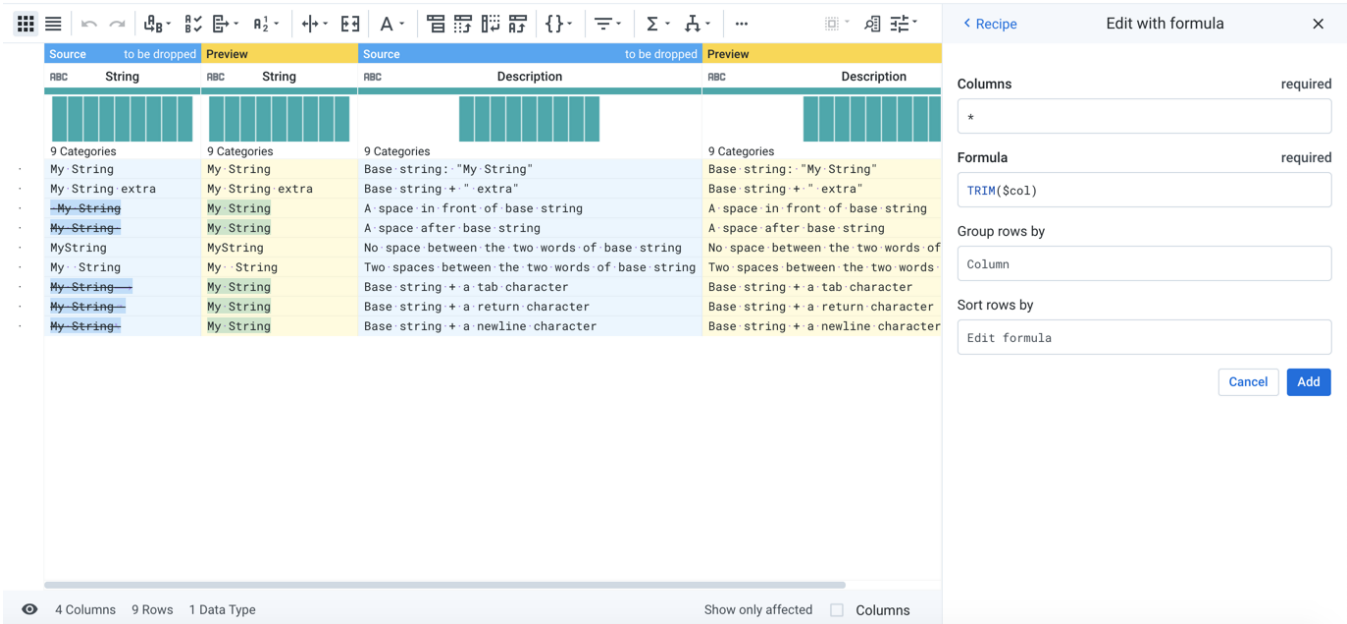 Recipe Edit with formula
Source to be dropped Preview Source to be dropped Preview
ABC String ABC String ABC Description ABC Description
9 Categories 9 Categories 9 Categories 9 Categories
My·String My·String Base·string:·"My·String" Base·string:·"My·String"
My·String·extra My·String·extra Base·string·+·"·extra" Base·string·+·"·extra"
·My·String My·String A·space·in·front·of·base·string A·space·in·front·of·base·string
My·String· My·String A·space·after·base·string A·space·after·base·string
MyString MyString No·space·between·the·two·words·of·base·string No·space·between·the·two·words·of
My··String My··String Two·spaces·between·the·two·words·of·base·string Two·spaces·between·the·two·words·
My·String My·String Base·string·+·a·tab·character Base·string·+·a·tab·character
My·String My·String Base·string·+·a·return·character Base·string·+·a·return·character
My·String My·String Base·string·+·a·newline·character Base·string·+·a·newline·character
4 Columns 9 Rows 1 Data Type Show only affected Columns
Columns required
*
Formula required
TRIM($col)
Group rows by
Column
Sort rows by
Edit formula
Cancel Add